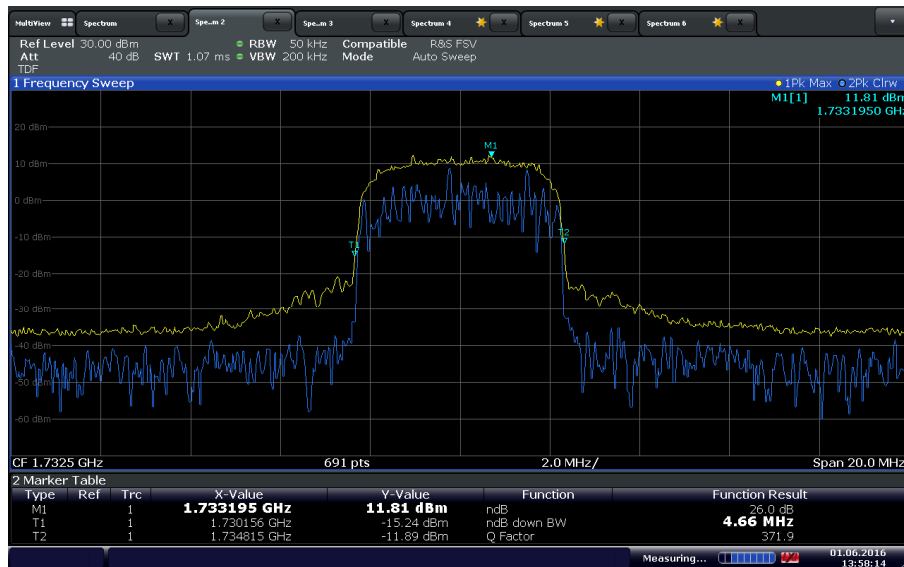 MultiView Spectrum X Spe...m 2 X Spe...m 3 X Spectrum 4 X Spectrum 5 X Spectrum 6 X
Ref Level 30.00 dBm RBW 50 kHz Compatible R&S FSV
Att 40 dB SWT 1.07 ms VBW 200 kHz Mode Auto Sweep
TDF
1 Frequency Sweep 1Pk Max 2Pk Clrw
M1[1] 11.81 dBm
1.7331950 GHz
20 dBm
M1
10 dBm
0 dBm
-10 dBm
T1 T2
-20 dBm
-30 dBm
-40 dBm
-50 dBm
-60 dBm
CF 1.7325 GHz 691 pts 2.0 MHz/ Span 20.0 MHz
2 Marker Table
Type Ref Trc X-Value Y-Value Function Function Result
M1 1 1.733195 GHz 11.81 dBm ndB 26.0 dB
T1 1 1.730156 GHz -15.24 dBm ndB down BW 4.66 MHz
T2 1 1.734815 GHz -11.89 dBm Q Factor 371.9
Measuring... 01.06.2016
13:58:14